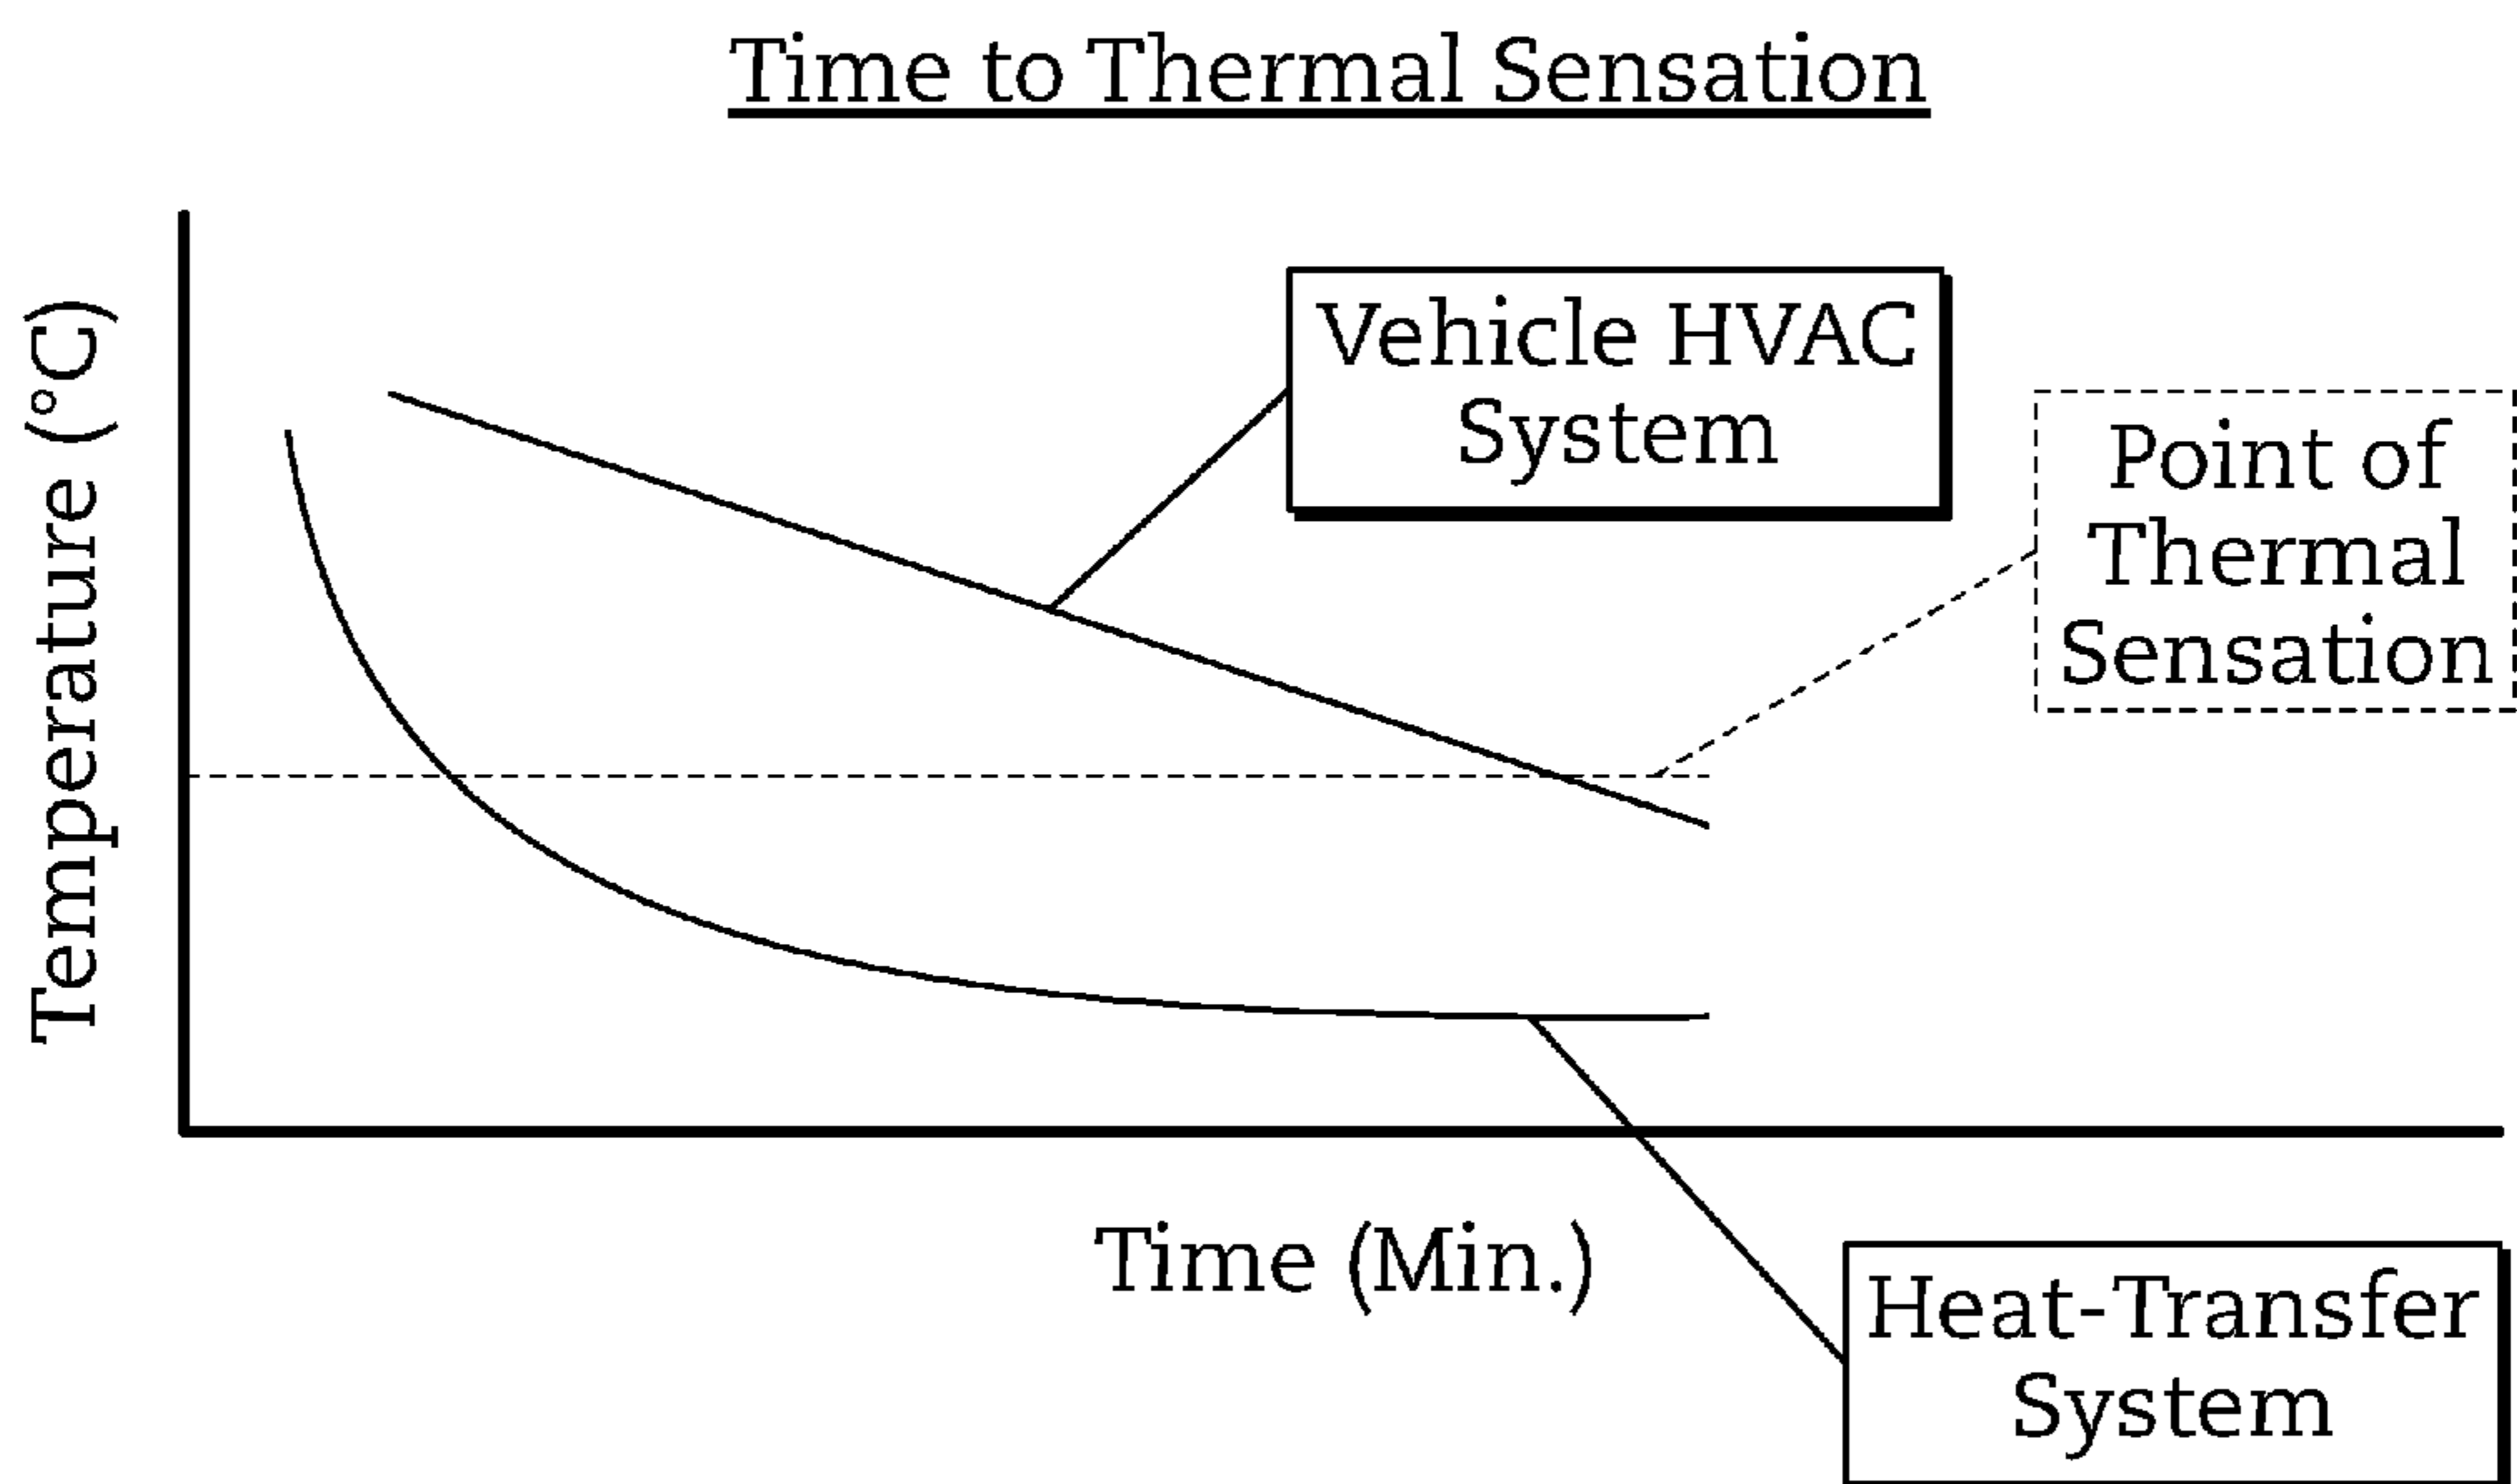 Time to Thermal Sensation
Temperature (°C)
Vehicle HVAC
System
Point of
Thermal
Sensation
Time (Min.)
Heat-Transfer
System